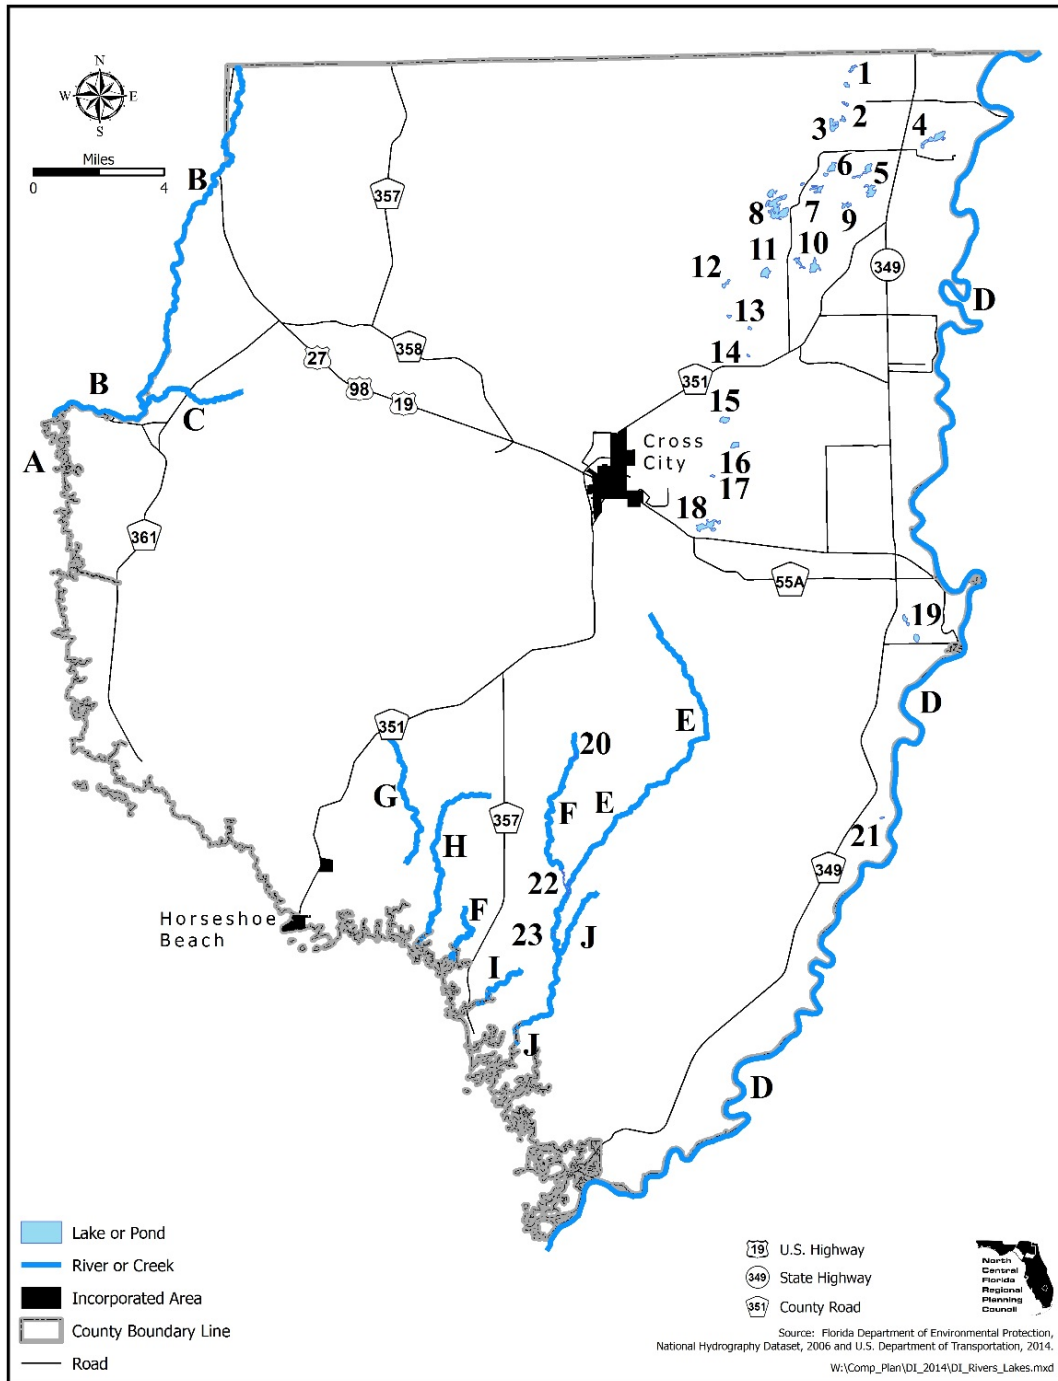 N
W E
S
Miles
0 4
1
2
3
4
B
357
6
5
7
8
9
10
11
349
12
D
13
27
358
14
98
351
19
B
15
C
Cross
City
A
16
17
18
361
55A
19
D
E
351
20
G
E
F
357
H
21
349
22
Horseshoe
Beach
F
23
J
I
J
D
Lake or Pond
River or Creek
Incorporated Area
County Boundary Line
Road
19 U.S. Highway
349 State Highway
351 County Road
North
Central
Florida
Regional
Planning
Council
Source: Florida Department of Environmental Protection,
National Hydrography Dataset, 2006 and U.S. Department of Transportation, 2014.
W:\Comp_Plan\DI_2014\DI_Rivers_Lakes.mxd